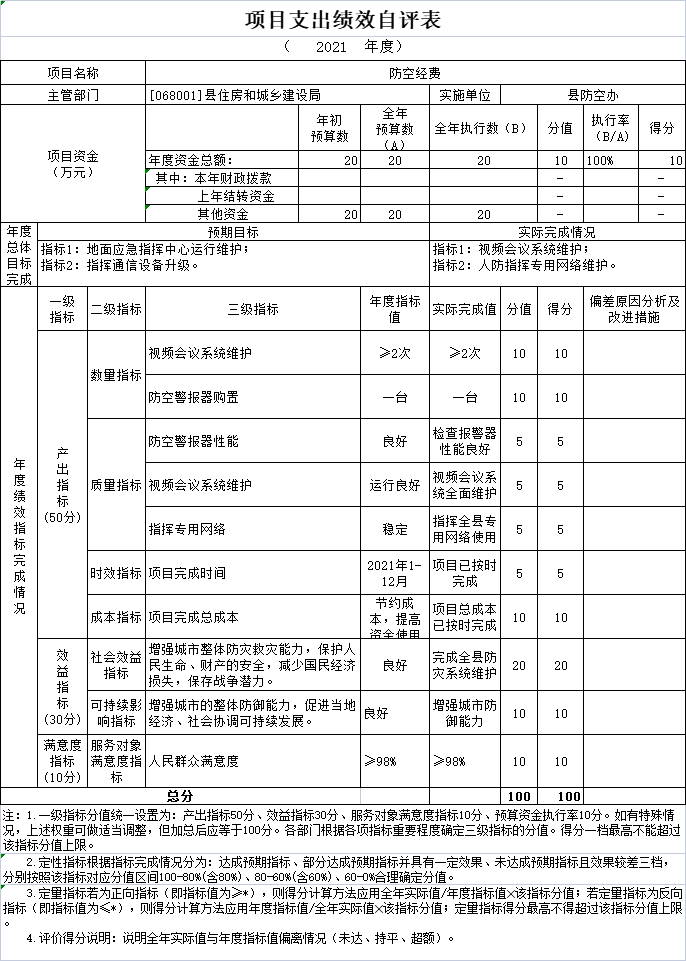 项目支出绩效自评表
（ 2021 年度）
项目名称 防空经费
主管部门 [068001]县住房和城乡建设局 实施单位 县防空办
项目资金
（万元）
年初
预算数
全年
预算数
（A）
全年执行数（B） 分值
执行率
（B/A）
得分
年度资金总额： 20 20 20 10 100% 10
其中：本年财政拨款 － －
上年结转资金 － －
其他资金 20 20 20 － －
年度
总体
目标
完成
预期目标 实际完成情况
指标1：地面应急指挥中心运行维护； 指标1：视频会议系统维护；
指标2：指挥通信设备升级。 指标2：人防指挥专用网络维护。
年度绩效指标完成情况
一级
指标
二级指标 三级指标
年度指标
值
实际完成值 分值 得分
偏差原因分析及
改进措施
产出指标
(50分)
数量指标
视频会议系统维护 ≥2次 ≥2次 10 10
防空警报器购置 一台 一台 10 10
质量指标
防空警报器性能 良好
检查报警器
性能良好
5 5
视频会议系统维护 运行良好
视频会议系
统全面维护
5 5
指挥专用网络 稳定
指挥全县专
用网络使用
5 5
时效指标 项目完成时间
2021年1-
12月
项目已按时
完成
5 5
成本指标 项目完成总成本
节约成
本，提高
资金使用
项目总成本
已按时完成
10 10
效益指标
(30分)
社会效益
指标
增强城市整体防灾救灾能力，保护人
民生命、财产的安全，减少国民经济
损失，保存战争潜力。
良好
完成全县防
灾系统维护
20 20
可持续影
响指标
增强城市的整体防御能力，促进当地
经济、社会协调可持续发展。
良好
增强城市防
御能力
10 10
满意度
指标
(10分)
服务对象
满意度指
标
人民群众满意度 ≥98% ≥98% 10 10
总分 100 100
注：1.一级指标分值统一设置为：产出指标50分、效益指标30分、服务对象满意度指标10分、预算资金执行率10分。如有特殊情
况，上述权重可做适当调整，但加总后应等于100分。各部门根据各项指标重要程度确定三级指标的分值。得分一档最高不能超过
该指标分值上限。
2.定性指标根据指标完成情况分为：达成预期指标、部分达成预期指标并具有一定效果、未达成预期指标且效果较差三档，
分别按照该指标对应分值区间100-80%(含80%)、80-60%(含60%)、60-0%合理确定分值。
3.定量指标若为正向指标（即指标值为≥*），则得分计算方法应用全年实际值/年度指标值×该指标分值；若定量指标为反向
指标（即指标值为≤*），则得分计算方法应用年度指标值/全年实际值×该指标分值；定量指标得分最高不得超过该指标分值上限
。
4.评价得分说明：说明全年实际值与年度指标值偏离情况（未达、持平、超额）。